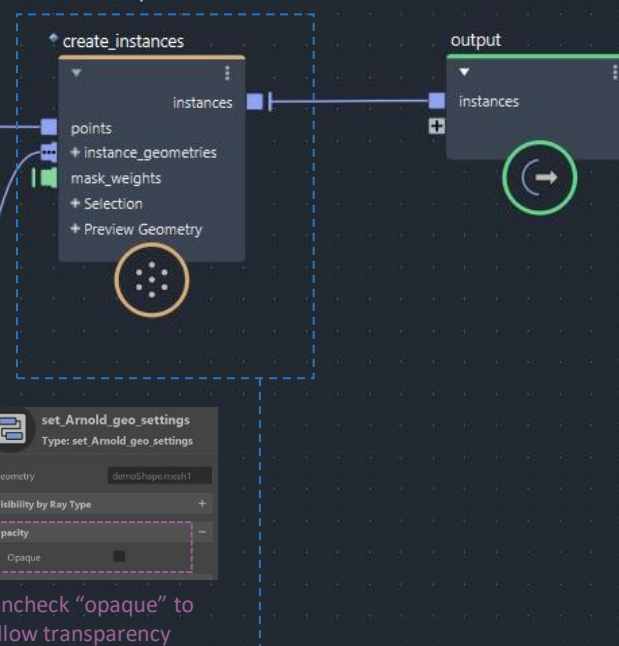 create_instances
output
instances
instances
points
+ instance_geometries
mask_weights
+ Selection
+ Preview Geometry
set_Arnold_geo_settings
Type: set_Arnold_geo_settings
eometry demoShape.mesh1
isibility by Ray Type +
pacity −
Opaque
ncheck “opaque” to
llow transparency